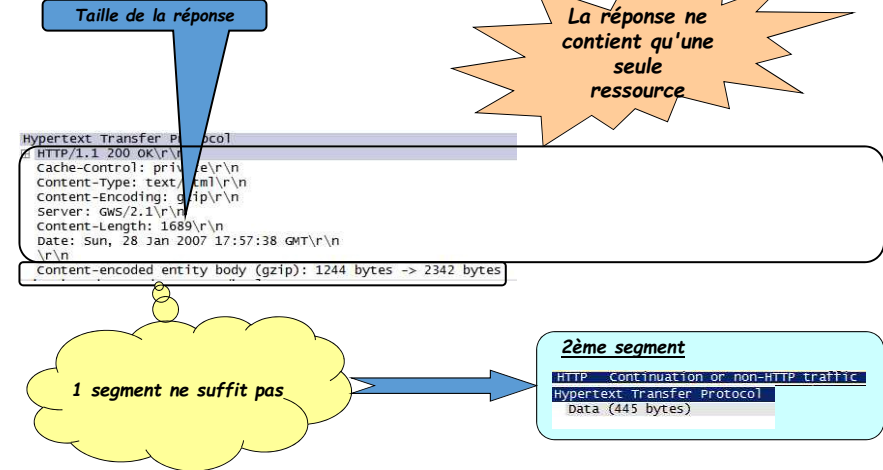 Taille de la réponse
La réponse ne
contient qu'une
seule
ressource
Hypertext Transfer Protocol
HTTP/1.1 200 OK\r\n
Cache-Control: private\r\n
Content-Type: text/html\r\n
Content-Encoding: gzip\r\n
Server: GWS/2.1\r\n
Content-Length: 1689\r\n
Date: Sun, 28 Jan 2007 17:57:38 GMT\r\n
\r\n
Content-encoded entity body (gzip): 1244 bytes -> 2342 bytes
1 segment ne suffit pas
2ème segment
HTTP Continuation or non-HTTP traffic
Hypertext Transfer Protocol
Data (445 bytes)